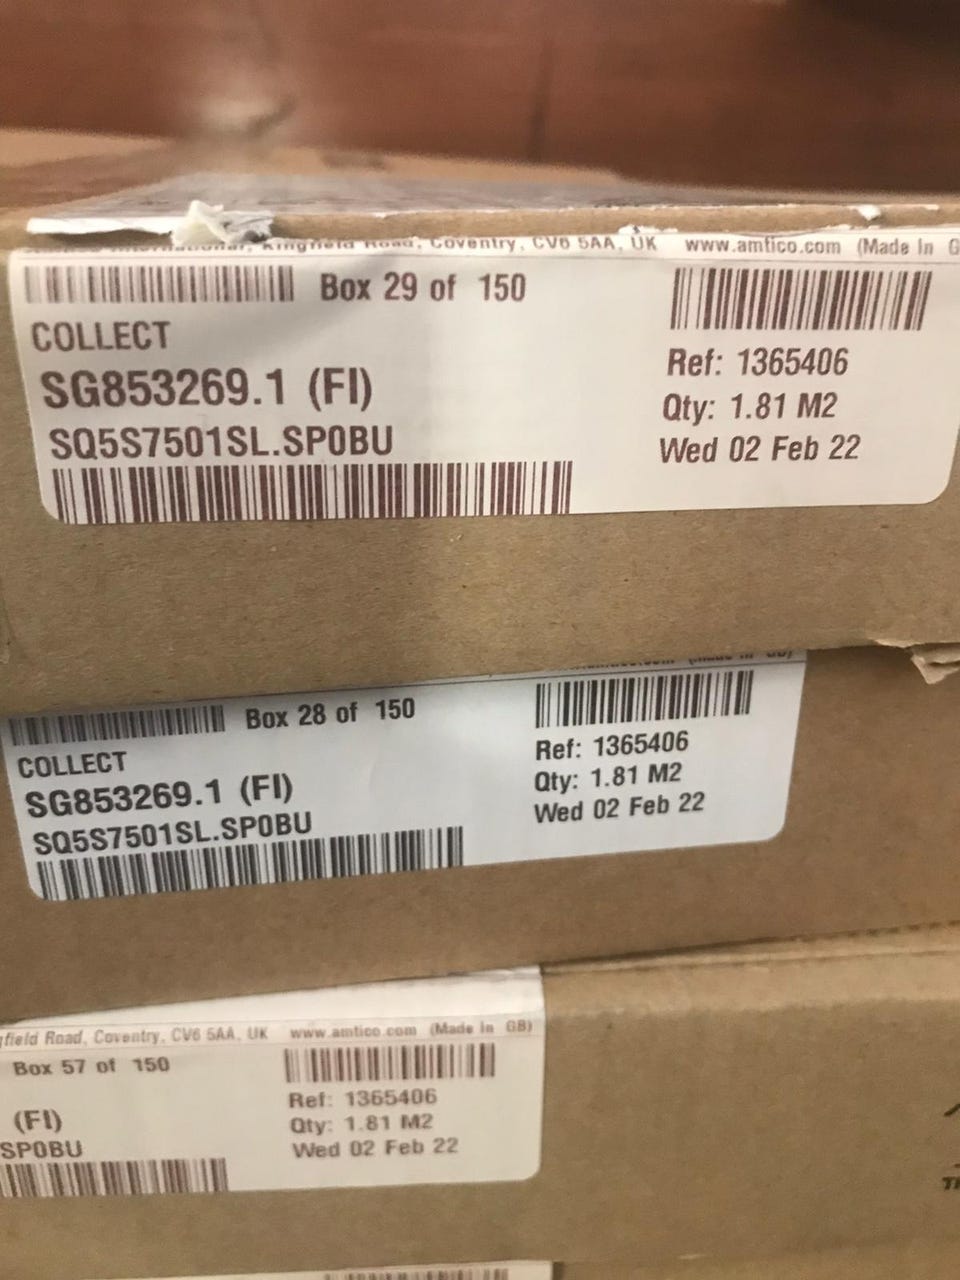 Kingfield Road, Coventry, CV6 5AA, UK www.amtico.com (Made In G
Box 29 of 150
COLLECT
SG853269.1 (FI)
SQ5S7501SL.SP0BU
Ref: 1365406
Qty: 1.81 M2
Wed 02 Feb 22
Box 28 of 150
COLLECT
SG853269.1 (FI)
SQ5S7501SL.SP0BU
Ref: 1365406
Qty: 1.81 M2
Wed 02 Feb 22
gfield Road, Coventry, CV6 5AA, UK www.amtico.com (Made In GB)
Box 57 of 150
(FI)
SP0BU
Ref: 1365406
Qty: 1.81 M2
Wed 02 Feb 22